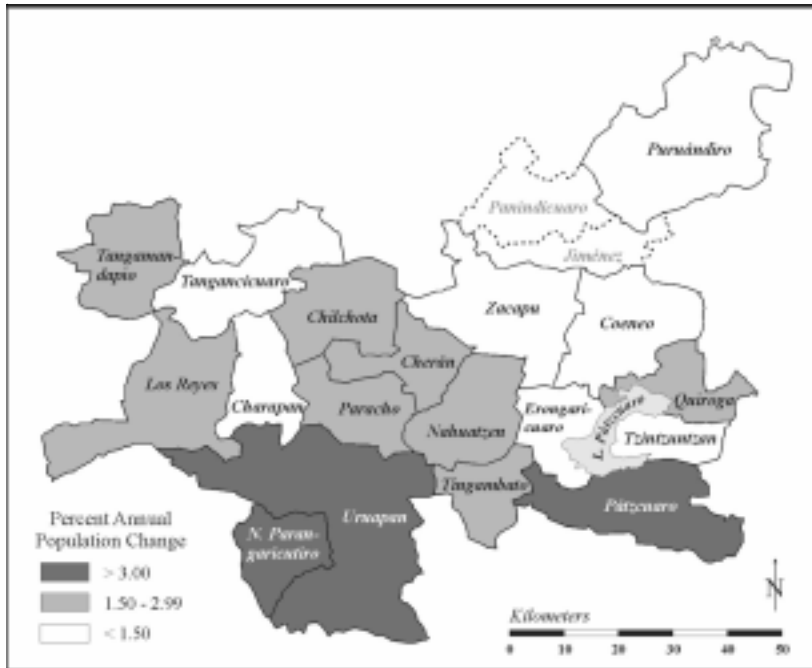 Puruándiro
Panindícuaro
Jiménez
Tangaman-
dapio
Tangancícuaro
Zacapu
Coeneo
Chilchota
Cherán
Los Reyes
Charapan
Paracho
Nahuatzen
Erongarí-
cuaro
L. Pátzcuaro
Quiroga
Tzintzuntzan
Tingambato
Pátzcuaro
Uruapan
N. Paran-
garicutiro
Percent Annual
Population Change
> 3.00
1.50 - 2.99
< 1.50
N
Kilometers
0 10 20 30 40 50